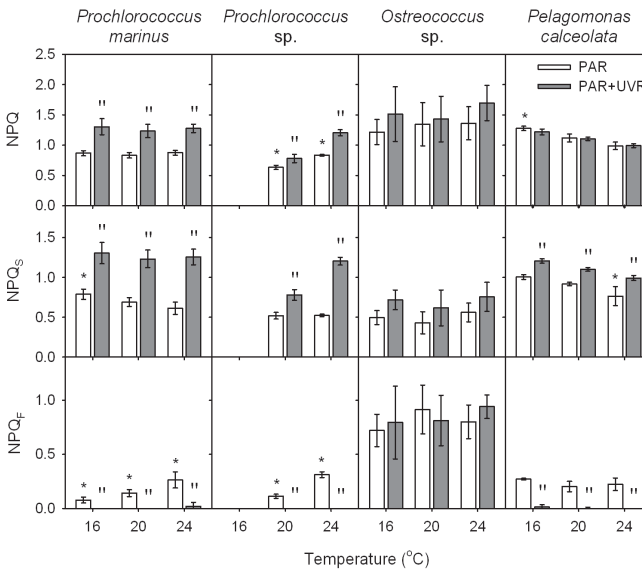 Prochlorococcus marinus
Prochlorococcus sp.
Ostreococcus sp.
Pelagomonas calceolata
NPQ
2.5
2.0
1.5
1.0
0.5
0.0
" " "
* " * "
*
PAR
PAR+UVR
NPQS
1.5
1.0
0.5
0.0
* " " "
" "
" " * "
NPQF
1.0
0.5
0.0
* " * " * "
* " * "
" " "
16 20 24 16 20 24 16 20 24 16 20 24
Temperature (°C)